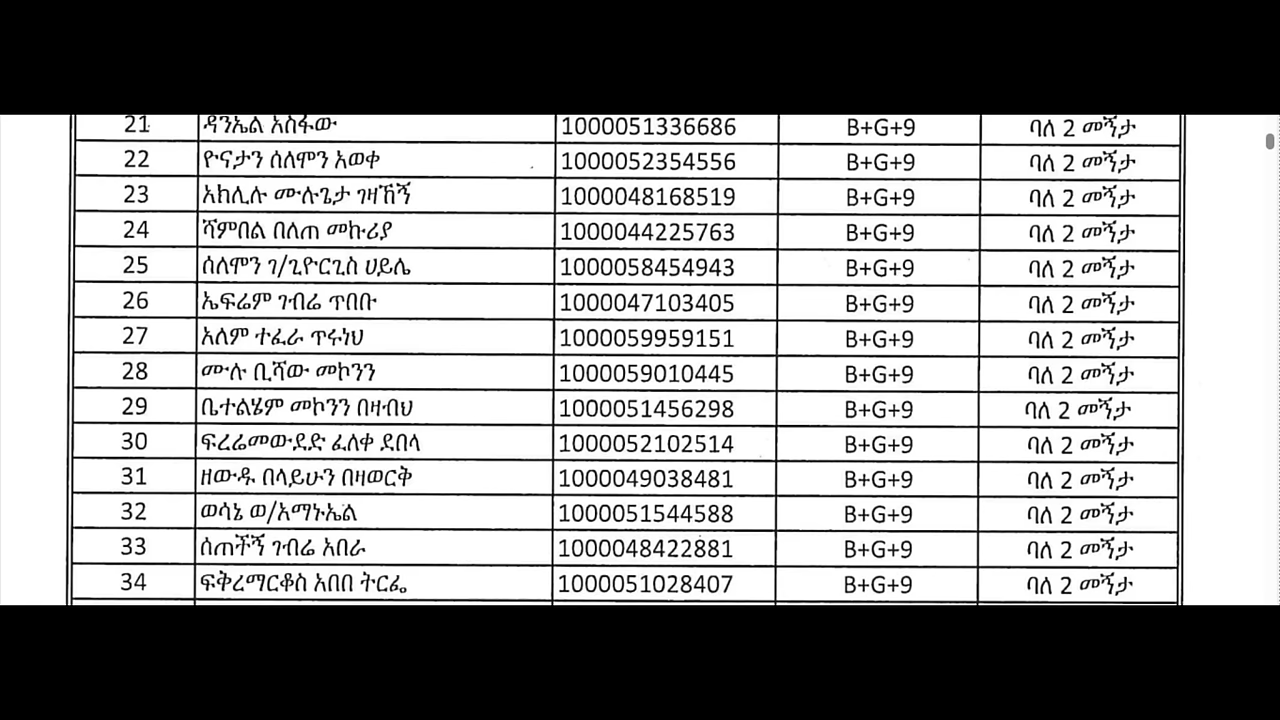 21 ዳንኤል አስፋው 1000051336686 B+G+9 ባለ 2 መኝታ
22 ዮናታን ሰለሞን አወቀ 1000052354556 B+G+9 ባለ 2 መኝታ
23 አክሊሉ ሙሉጌታ ገዛኸኝ 1000048168519 B+G+9 ባለ 2 መኝታ
24 ሻምበል በለጠ መኩሪያ 1000044225763 B+G+9 ባለ 2 መኝታ
25 ሰለሞን ገ/ጊዮርጊስ ሀይሌ 1000058454943 B+G+9 ባለ 2 መኝታ
26 ኤፍሬም ገብሬ ጥበቡ 1000047103405 B+G+9 ባለ 2 መኝታ
27 አለም ተፈራ ጥሩነህ 1000059959151 B+G+9 ባለ 2 መኝታ
28 ሙሉ ቢሻው መኮንን 1000059010445 B+G+9 ባለ 2 መኝታ
29 ቤተልሄም መኮንን በዛብህ 1000051456298 B+G+9 ባለ 2 መኝታ
30 ፍረሬመውደድ ፈለቀ ደበላ 1000052102514 B+G+9 ባለ 2 መኝታ
31 ዘውዱ በላይሁን በዛወርቅ 1000049038481 B+G+9 ባለ 2 መኝታ
32 ወሳኔ ወ/አማኑኤል 1000051544588 B+G+9 ባለ 2 መኝታ
33 ሰጠችኝ ገብሬ አበራ 1000048422881 B+G+9 ባለ 2 መኝታ
34 ፍቅረማርቆስ አበበ ትርፌ 1000051028407 B+G+9 ባለ 2 መኝታ